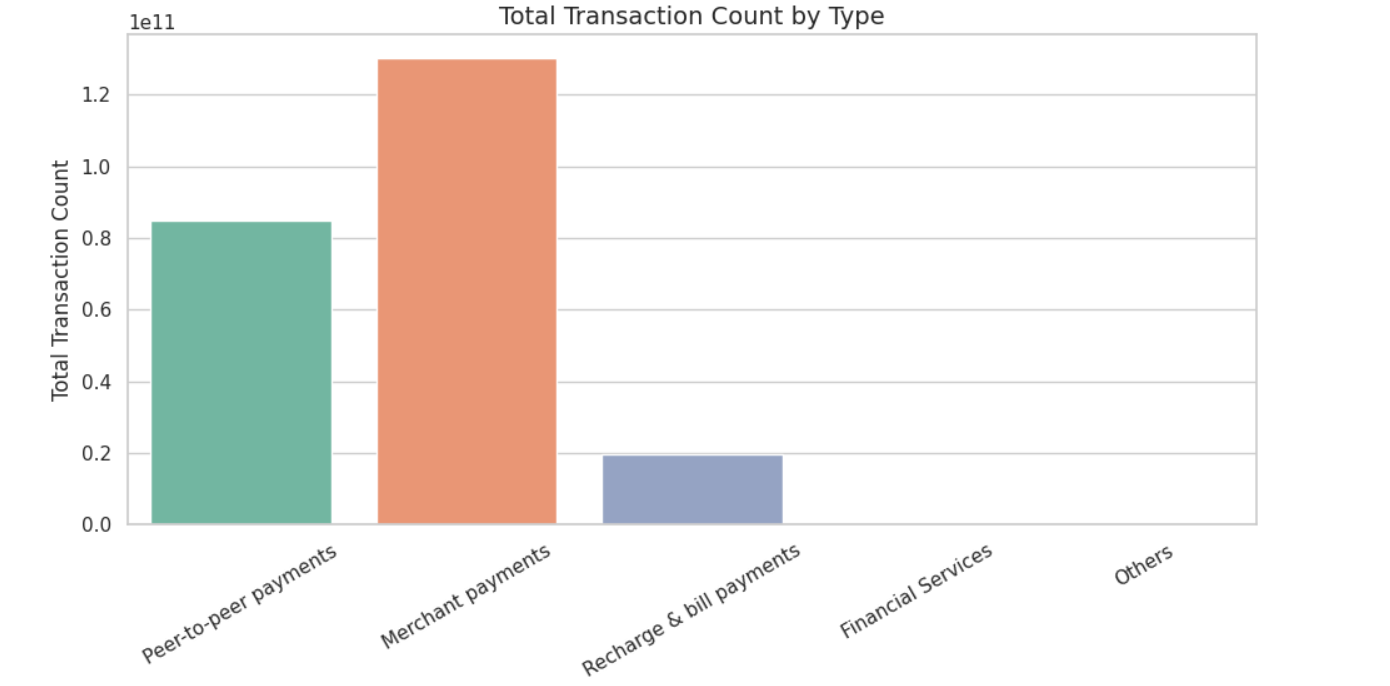 Total Transaction Count by Type
1e11
Total Transaction Count
1.2
1.0
0.8
0.6
0.4
0.2
0.0
Peer-to-peer payments
Merchant payments
Recharge & bill payments
Financial Services
Others